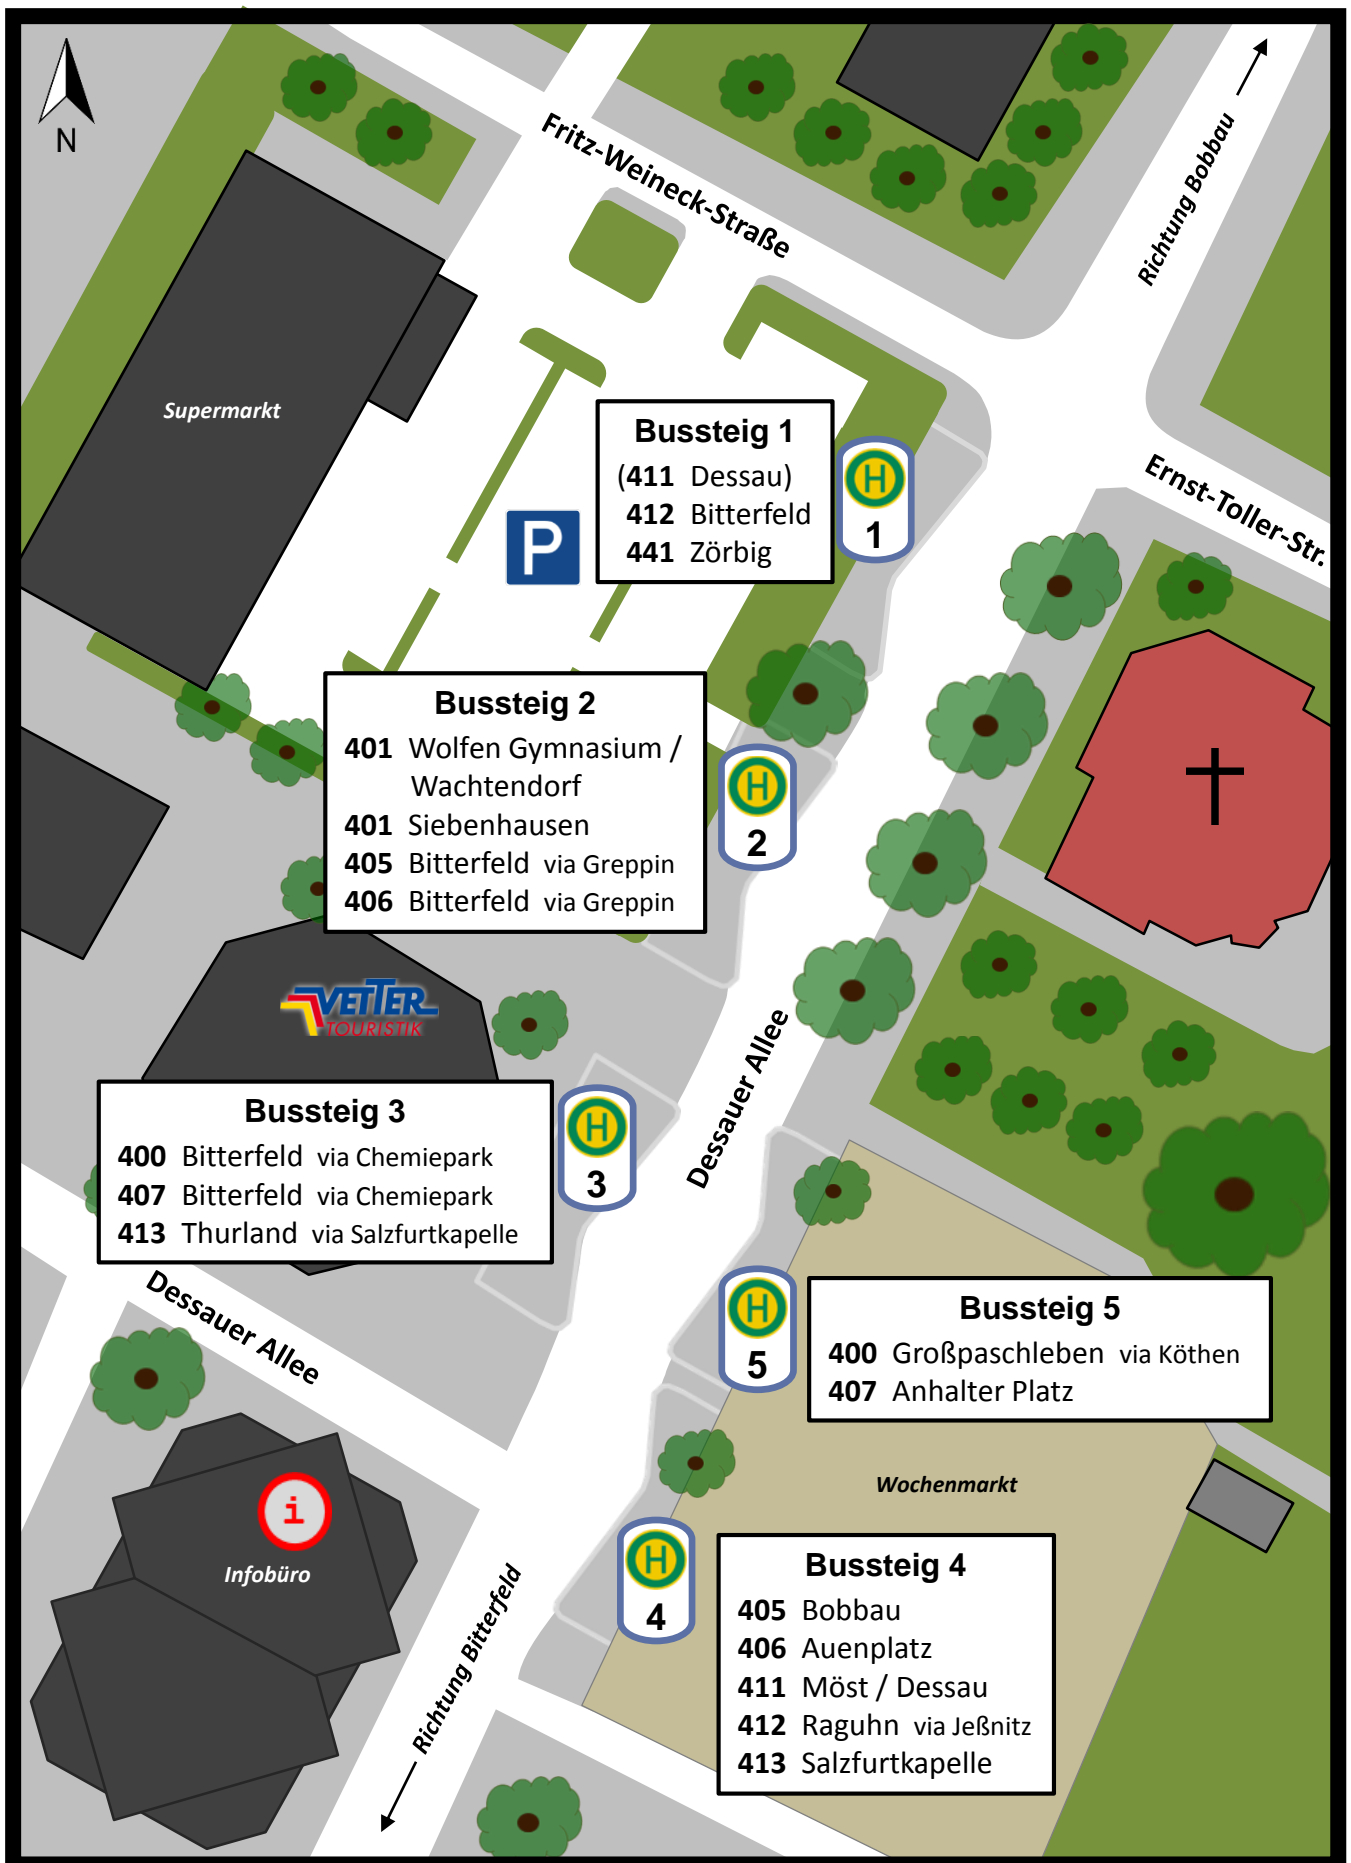 N
Fritz-Weineck-Straße
Richtung Bobbau
Supermarkt
Ernst-Toller-Str.
P
Bussteig 1
(411 Dessau)
412 Bitterfeld
441 Zörbig
H
1
Bussteig 2
401 Wolfen Gymnasium /
Wachtendorf
401 Siebenhausen
405 Bitterfeld via Greppin
406 Bitterfeld via Greppin
H
2
VETTER
TOURISTIK
Dessauer Allee
Bussteig 3
400 Bitterfeld via Chemiepark
407 Bitterfeld via Chemiepark
413 Thurland via Salzfurtkapelle
H
3
Dessauer Allee
H
5
Bussteig 5
400 Großpaschleben via Köthen
407 Anhalter Platz
Wochenmarkt
i
Infobüro
Richtung Bitterfeld
H
4
Bussteig 4
405 Bobbau
406 Auenplatz
411 Möst / Dessau
412 Raguhn via Jeßnitz
413 Salzfurtkapelle